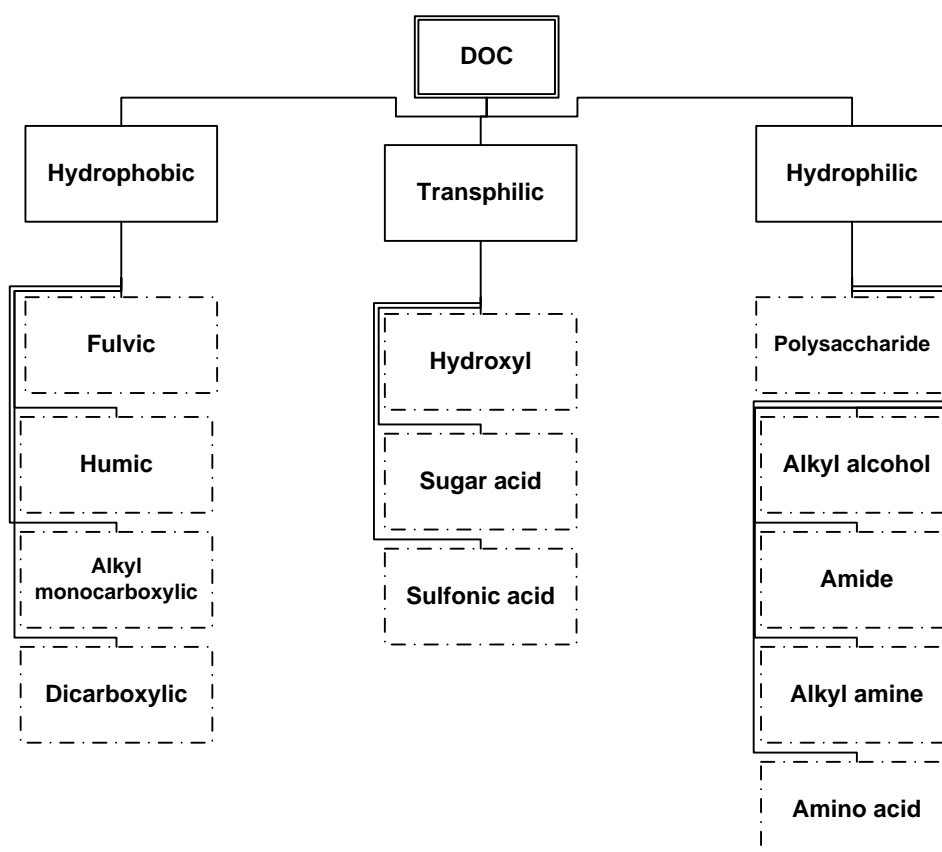 DOC
Hydrophobic
Transphilic
Hydrophilic
Fulvic
Humic
Alkyl
monocarboxylic
Dicarboxylic
Hydroxyl
Sugar acid
Sulfonic acid
Polysaccharide
Alkyl alcohol
Amide
Alkyl amine
Amino acid